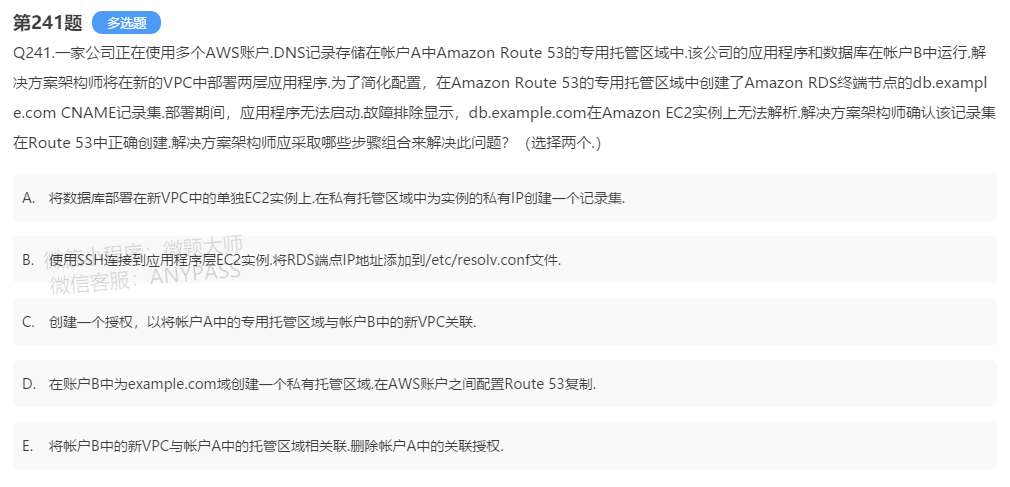 第241题 多选题
Q241.一家公司正在使用多个AWS账户.DNS记录存储在帐户A中Amazon Route 53的专用托管区域中.该公司的应用程序和数据库在帐户B中运行.解
决方案架构师将在新的VPC中部署两层应用程序.为了简化配置，在Amazon Route 53的专用托管区域中创建了Amazon RDS终端节点的db.exampl
e.com CNAME记录集.部署期间，应用程序无法启动.故障排除显示，db.example.com在Amazon EC2实例上无法解析.解决方案架构师确认该记录集
在Route 53中正确创建.解决方案架构师应采取哪些步骤组合来解决此问题？（选择两个.）
A. 将数据库部署在新VPC中的单独EC2实例上.在私有托管区域中为实例的私有IP创建一个记录集.
微信小程序：微题大师
B. 使用SSH连接到应用程序层EC2实例.将RDS端点IP地址添加到/etc/resolv.conf文件.
微信客服：ANYPASS
C. 创建一个授权，以将帐户A中的专用托管区域与帐户B中的新VPC关联.
D. 在账户B中为example.com域创建一个私有托管区域.在AWS账户之间配置Route 53复制.
E. 将帐户B中的新VPC与帐户A中的托管区域相关联.删除帐户A中的关联授权.